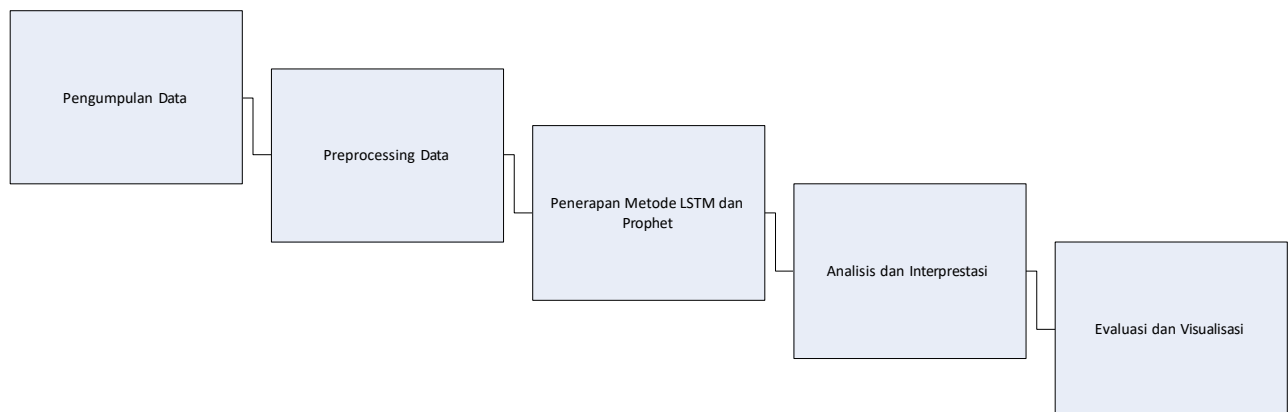 Pengumpulan Data
Preprocessing Data
Penerapan Metode LSTM dan
Prophet
Analisis dan Interprestasi
Evaluasi dan Visualisasi